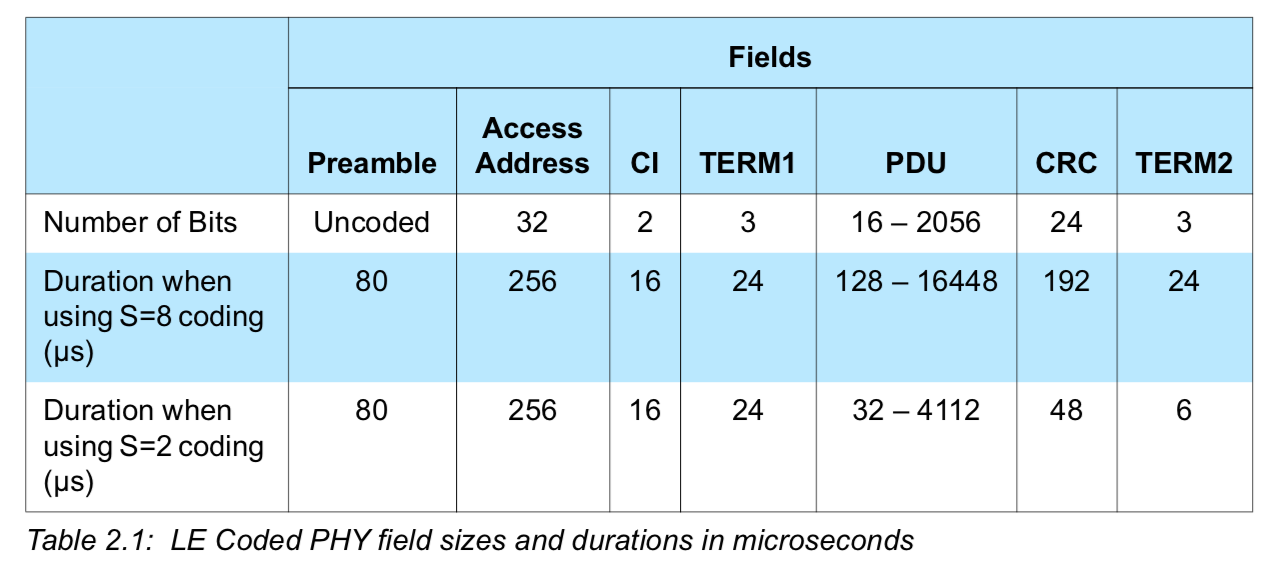 Fields
Preamble
Access
Address
CI
TERM1
PDU
CRC
TERM2
Number of Bits
Uncoded
32
2
3
16 – 2056
24
3
Duration when
using S=8 coding
(µs)
80
256
16
24
128 – 16448
192
24
Duration when
using S=2 coding
(µs)
80
256
16
24
32 – 4112
48
6
Table 2.1: LE Coded PHY field sizes and durations in microseconds